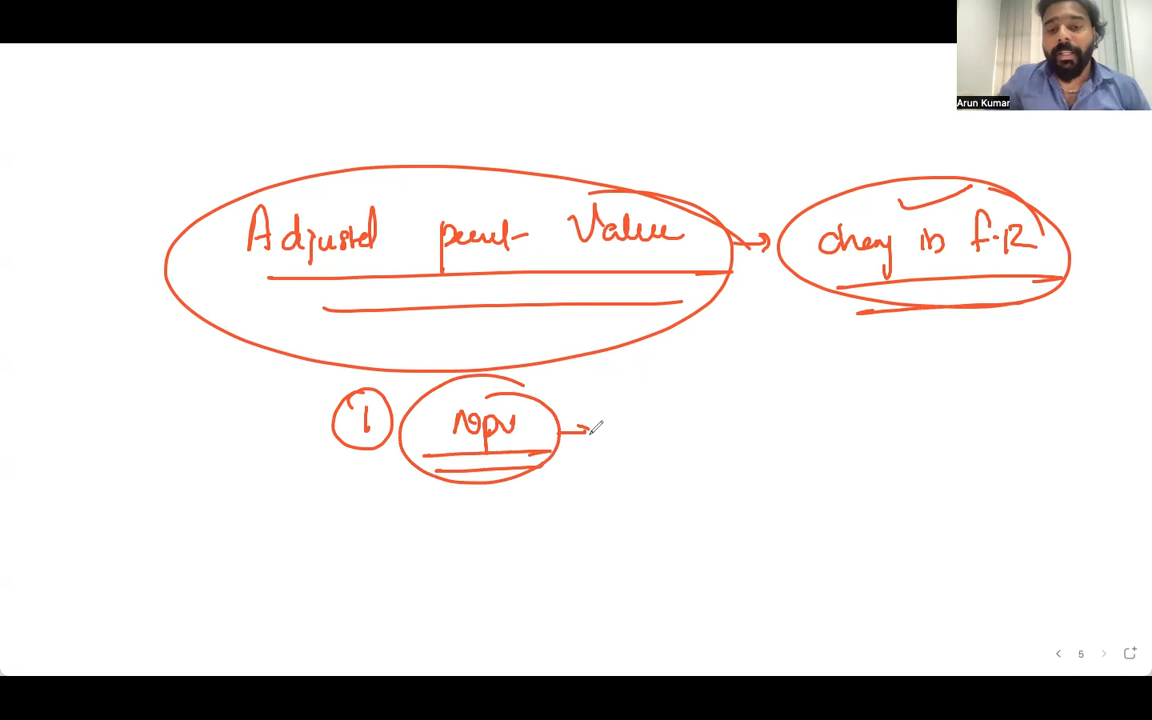 Arun Kumar
Adjusted present Value → chang in f.R
1 npv →
5